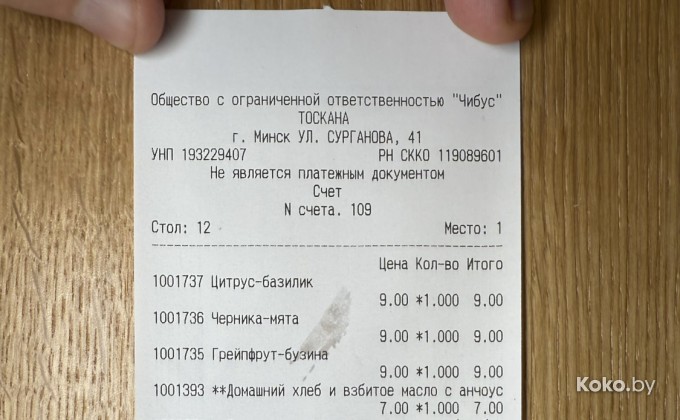 Общество с ограниченной ответственностью "Чибус"
ТОСКАНА
г. Минск УЛ. СУРГАНОВА, 41
УНП 193229407 РН СККО 119089601
Не является платежным документом
Счет
N счета. 109
Стол: 12 Место: 1
Цена Кол-во Итого
1001737 Цитрус-базилик
9.00 *1.000 9.00
1001736 Черника-мята
9.00 *1.000 9.00
1001735 Грейпфрут-бузина
9.00 *1.000 9.00
1001393 **Домашний хлеб и взбитое масло с анчоус
7.00 *1.000 7.00
Koko.by